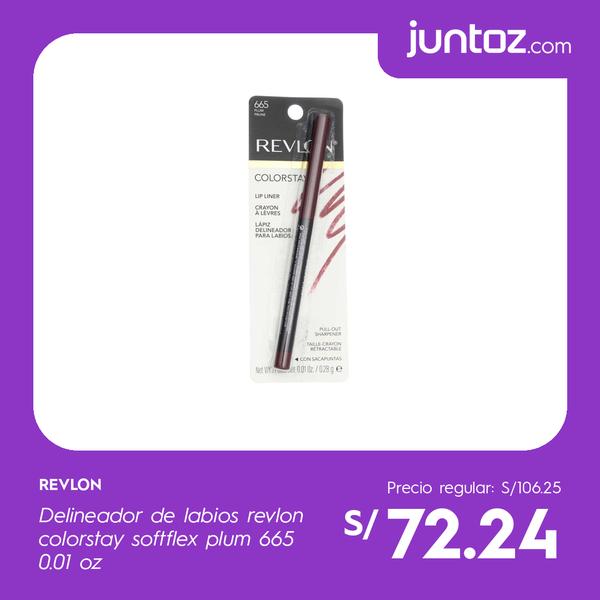 juntoz.com
665
PLUM
PRUNE
REVLON
COLORSTAY
LIP LINER
CRAYON
À LÈVRES
LÁPIZ
DELINEADOR
PARA LABIOS
PULL-OUT
SHARPENER
TAILLE-CRAYON
RÉTRACTABLE
CON SACAPUNTAS
0.01 Oz. / 0.28 g ℮
REVLON
Delineador de labios revlon
colorstay softflex plum 665
0.01 oz
Precio regular: S/106.25
S/72.24